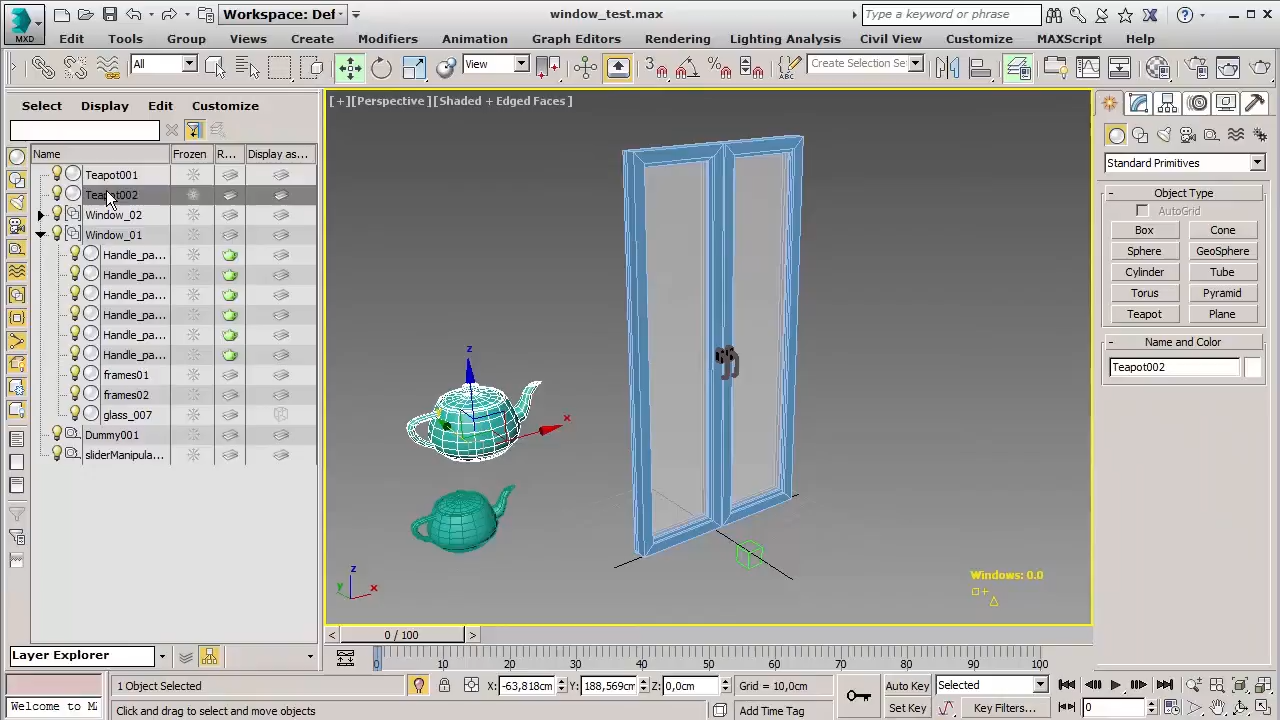 Workspace: Def
window_test.max
Type a keyword or phrase
MXD
Edit Tools Group Views Create Modifiers Animation Graph Editors Rendering Lighting Analysis Civil View Customize MAXScript Help
All View Create Selection Se
Select Display Edit Customize
[+][Perspective][Shaded + Edged Faces]
Name Frozen R... Display as...
Teapot001
Teapot002
Window_02
Window_01
Handle_pa...
Handle_pa...
Handle_pa...
Handle_pa...
Handle_pa...
Handle_pa...
frames01
frames02
glass_007
Dummy001
sliderManipula...
z
x
z
y x
Windows: 0.0
Standard Primitives
Object Type
AutoGrid
Box Cone
Sphere GeoSphere
Cylinder Tube
Torus Pyramid
Teapot Plane
Name and Color
Teapot002
0 / 100
Layer Explorer
0 10 20 30 40 50 60 70 80 90 100
1 Object Selected X: -63,818cm Y: 188,569cm Z: 0,0cm Grid = 10,0cm Auto Key Selected
Welcome to MA Click and drag to select and move objects Add Time Tag Set Key Key Filters... 0